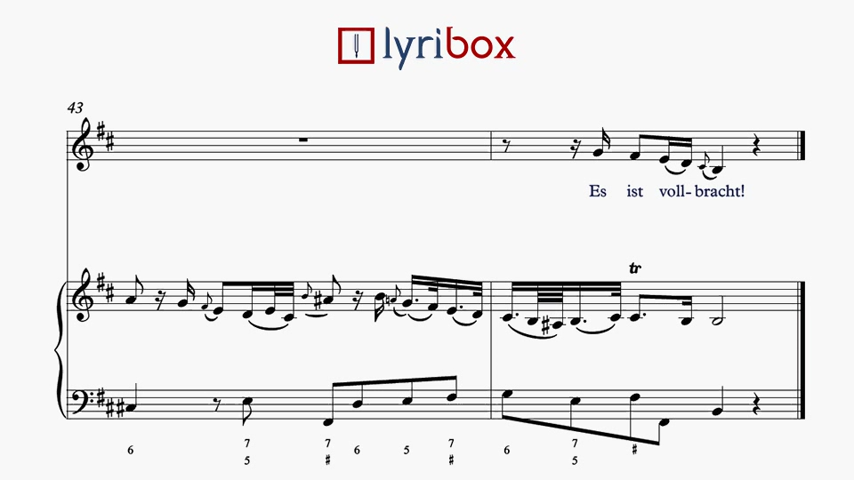 lyribox
43
Es ist voll-bracht!
tr
6 7 7 6 5 7 6 7 #
5 # # 5